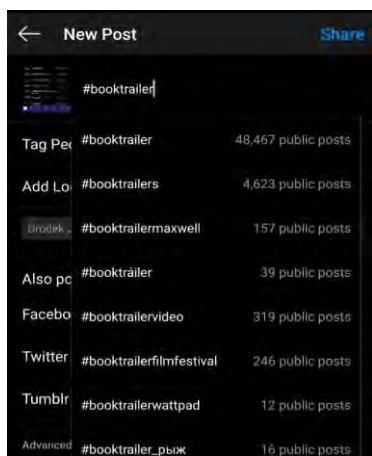 New Post Share
#booktrailer
Tag Peo
#booktrailer 48,467 public posts
Add Lo
#booktrailers 4,623 public posts
Brodek
#booktrailermaxwell 157 public posts
Also po
#booktráiler 39 public posts
Facebo
#booktrailervideo 319 public posts
Twitter
#booktrailerfilmfestival 246 public posts
Tumblr
#booktrailerwattpad 12 public posts
Advanced
#booktrailer_рыж 16 public posts